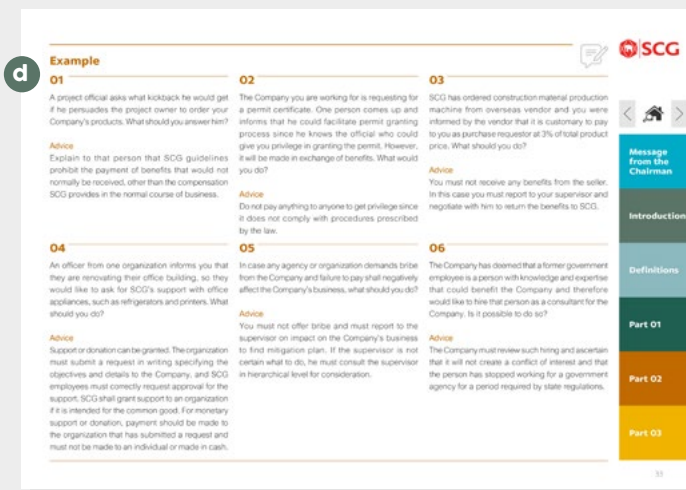 d
Example
SCG
01
A project official asks what kickback he would get
if he persuades the project owner to order your
Company's products. What should you answer him?
Advice
Explain to that person that SCG guidelines
prohibit the payment of benefits that would not
normally be received, other than the compensation
SCG provides in the normal course of business.
02
The Company you are working for is requesting for
a permit certificate. One person comes up and
informs that he could facilitate permit granting
process since he knows the official who could
give you privilege in granting the permit. However,
it will be made in exchange of benefits. What would
you do?
Advice
Do not pay anything to anyone to get privilege since
it does not comply with procedures prescribed
by the law.
03
SCG has ordered construction material production
machine from overseas vendor and you were
informed by the vendor that it is customary to pay
to you as purchase requestor at 3% of total product
price. What should you do?
Advice
You must not receive any benefits from the seller.
In this case you must report to your supervisor and
negotiate with him to return the benefits to SCG.
04
An officer from one organization informs you that
they are renovating their office building, so they
would like to ask for SCG's support with office
appliances, such as refrigerators and printers. What
should you do?
Advice
Support or donation can be granted. The organization
must submit a request in writing specifying the
objectives and details to the Company, and SCG
employees must correctly request approval for the
support. SCG shall grant support to an organization
if it is intended for the common good. For monetary
support or donation, payment should be made to
the organization that has submitted a request and
must not be made to an individual or made in cash.
05
In case any agency or organization demands bribe
from the Company and failure to pay shall negatively
affect the Company's business, what should you do?
Advice
You must not offer bribe and must report to the
supervisor on impact on the Company's business
to find mitigation plan. If the supervisor is not
certain what to do, he must consult the supervisor
in hierarchical level for consideration.
06
The Company has deemed that a former government
employee is a person with knowledge and expertise
that could benefit the Company and therefore
would like to hire that person as a consultant for the
Company. Is it possible to do so?
Advice
The Company must review such hiring and ascertain
that it will not create a conflict of interest and that
the person has stopped working for a government
agency for a period required by state regulations.
Message
from the
Chairman
Introduction
Definitions
Part 01
Part 02
Part 03
33